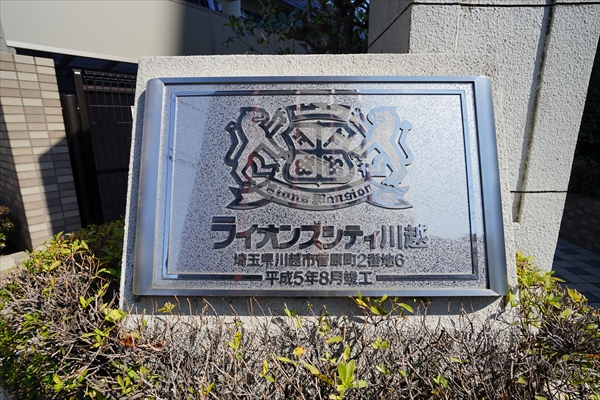 Lions Mansion
ライオンズシティ川越
埼玉県川越市菅原町2番地6
平成5年8月竣工